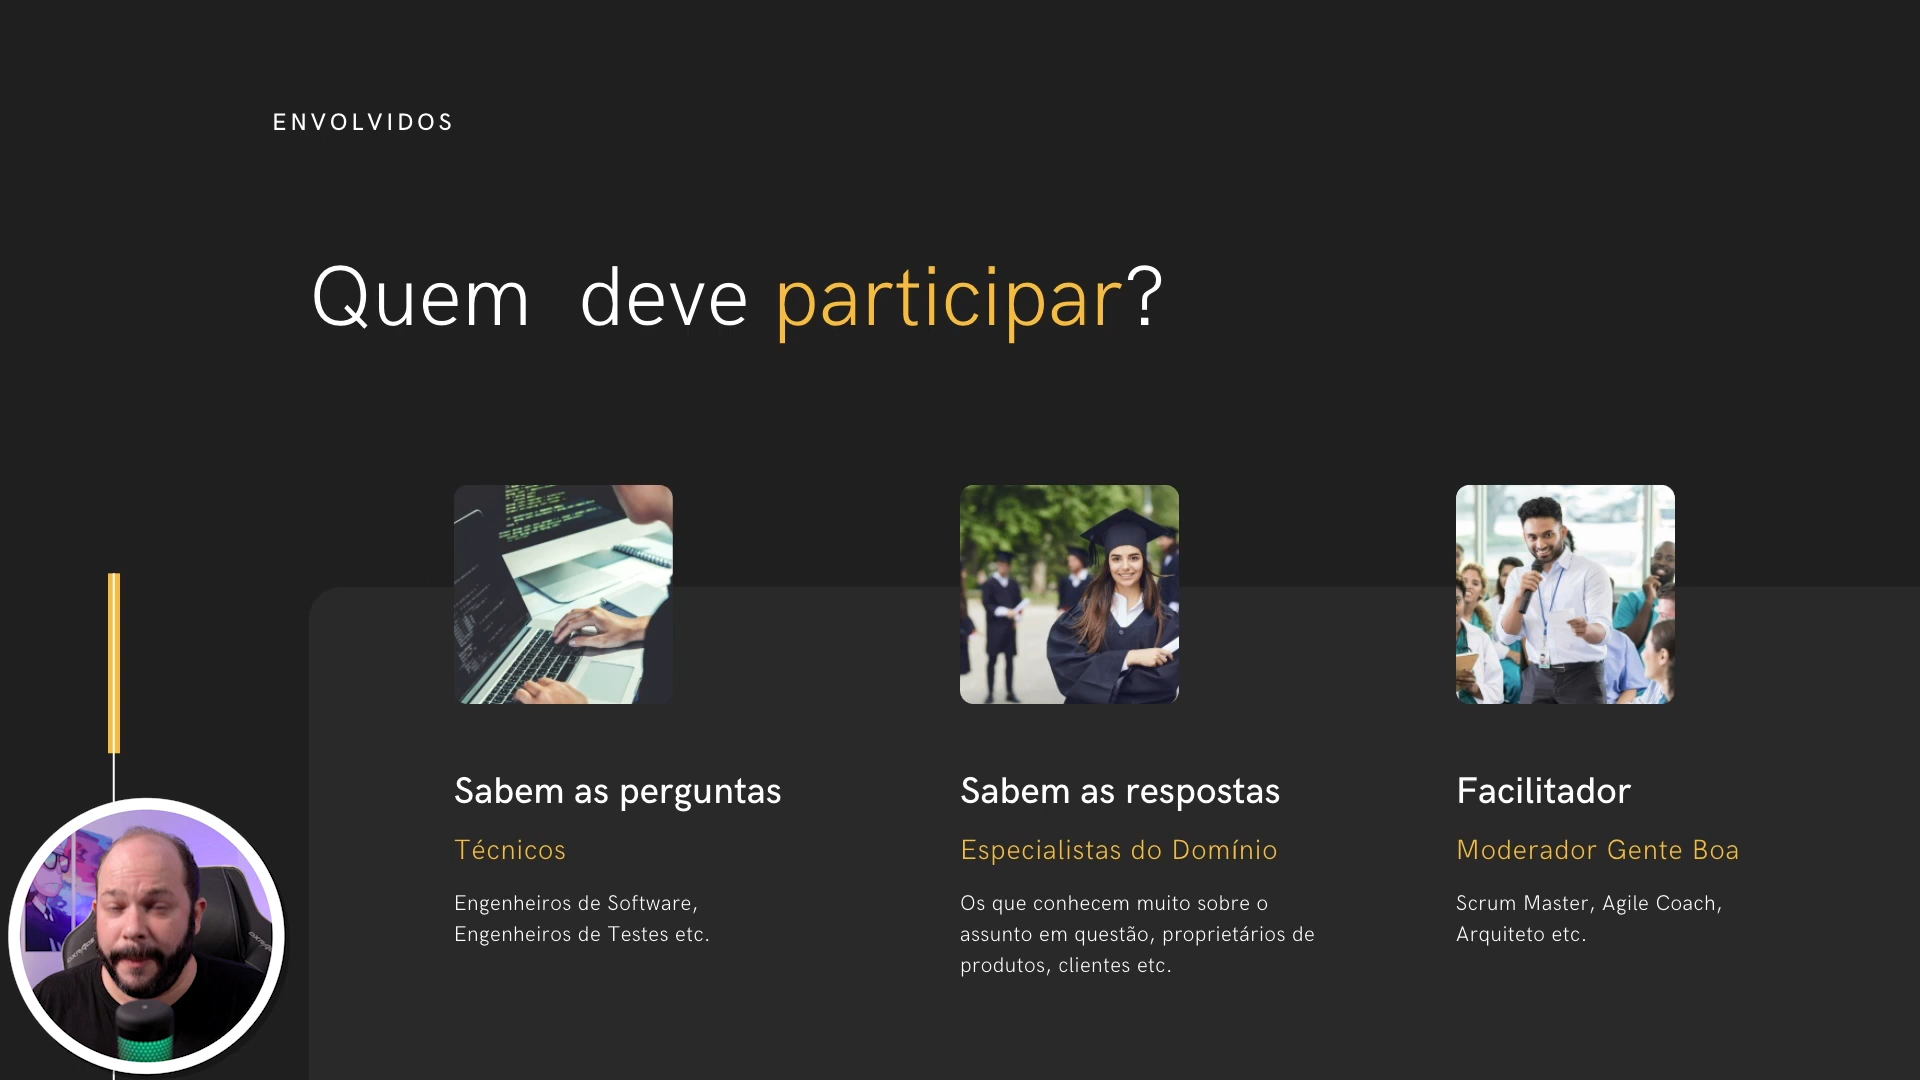 ENVOLVIDOS
Quem deve participar?
Sabem as perguntas
Técnicos
Engenheiros de Software,
Engenheiros de Testes etc.
Sabem as respostas
Especialistas do Domínio
Os que conhecem muito sobre o
assunto em questão, proprietários de
produtos, clientes etc.
Facilitador
Moderador Gente Boa
Scrum Master, Agile Coach,
Arquiteto etc.